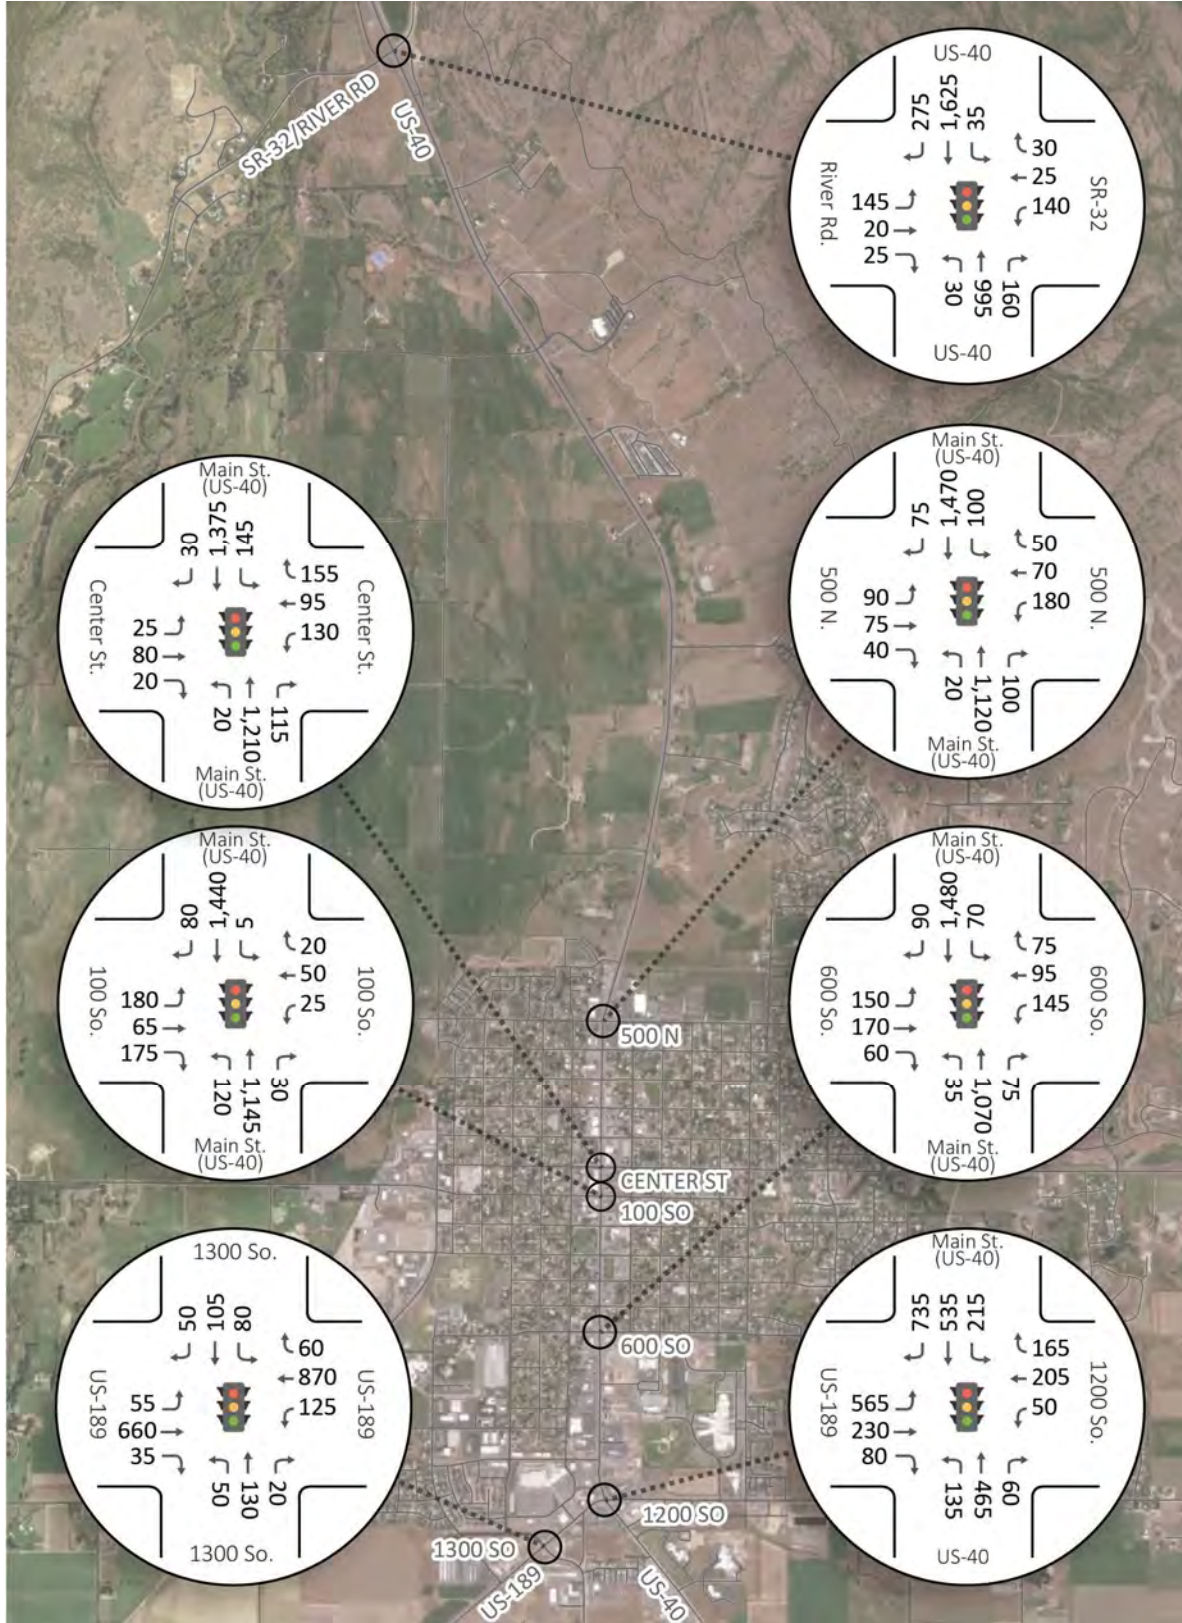 SR-32/RIVER RD
US-40
US-40
275
1,625
35
30
25
140
SR-32
River Rd.
145
20
25
30
995
160
US-40
Main St.
(US-40)
30
1,375
145
155
95
130
Center St.
Center St.
25
80
20
20
1,210
115
Main St.
(US-40)
Main St.
(US-40)
75
1,470
100
50
70
180
500 N.
500 N.
90
75
40
20
1,120
100
Main St.
(US-40)
Main St.
(US-40)
80
1,440
5
20
50
25
100 So.
100 So.
180
65
175
120
1,145
30
Main St.
(US-40)
Main St.
(US-40)
90
1,480
70
75
95
145
600 So.
600 So.
150
170
60
35
1,070
75
Main St.
(US-40)
500 N
CENTER ST
100 SO
600 SO
1200 SO
1300 SO
US-189
US-40
1300 So.
50
105
80
60
870
125
US-189
US-189
55
660
35
50
130
20
1300 So.
Main St.
(US-40)
735
535
215
165
205
50
1200 So.
US-189
565
230
80
135
465
60
US-40